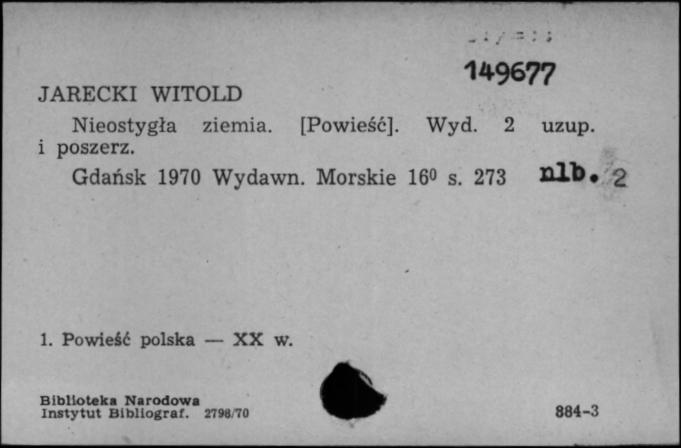 149677
JARECKI WITOLD
Nieostygła ziemia. [Powieść]. Wyd. 2 uzup.
i poszerz.
Gdańsk 1970 Wydawn. Morskie 16⁰ s. 273 nlb. 2
1. Powieść polska — XX w.
Biblioteka Narodowa
Instytut Bibliograf. 2798/70
884-3